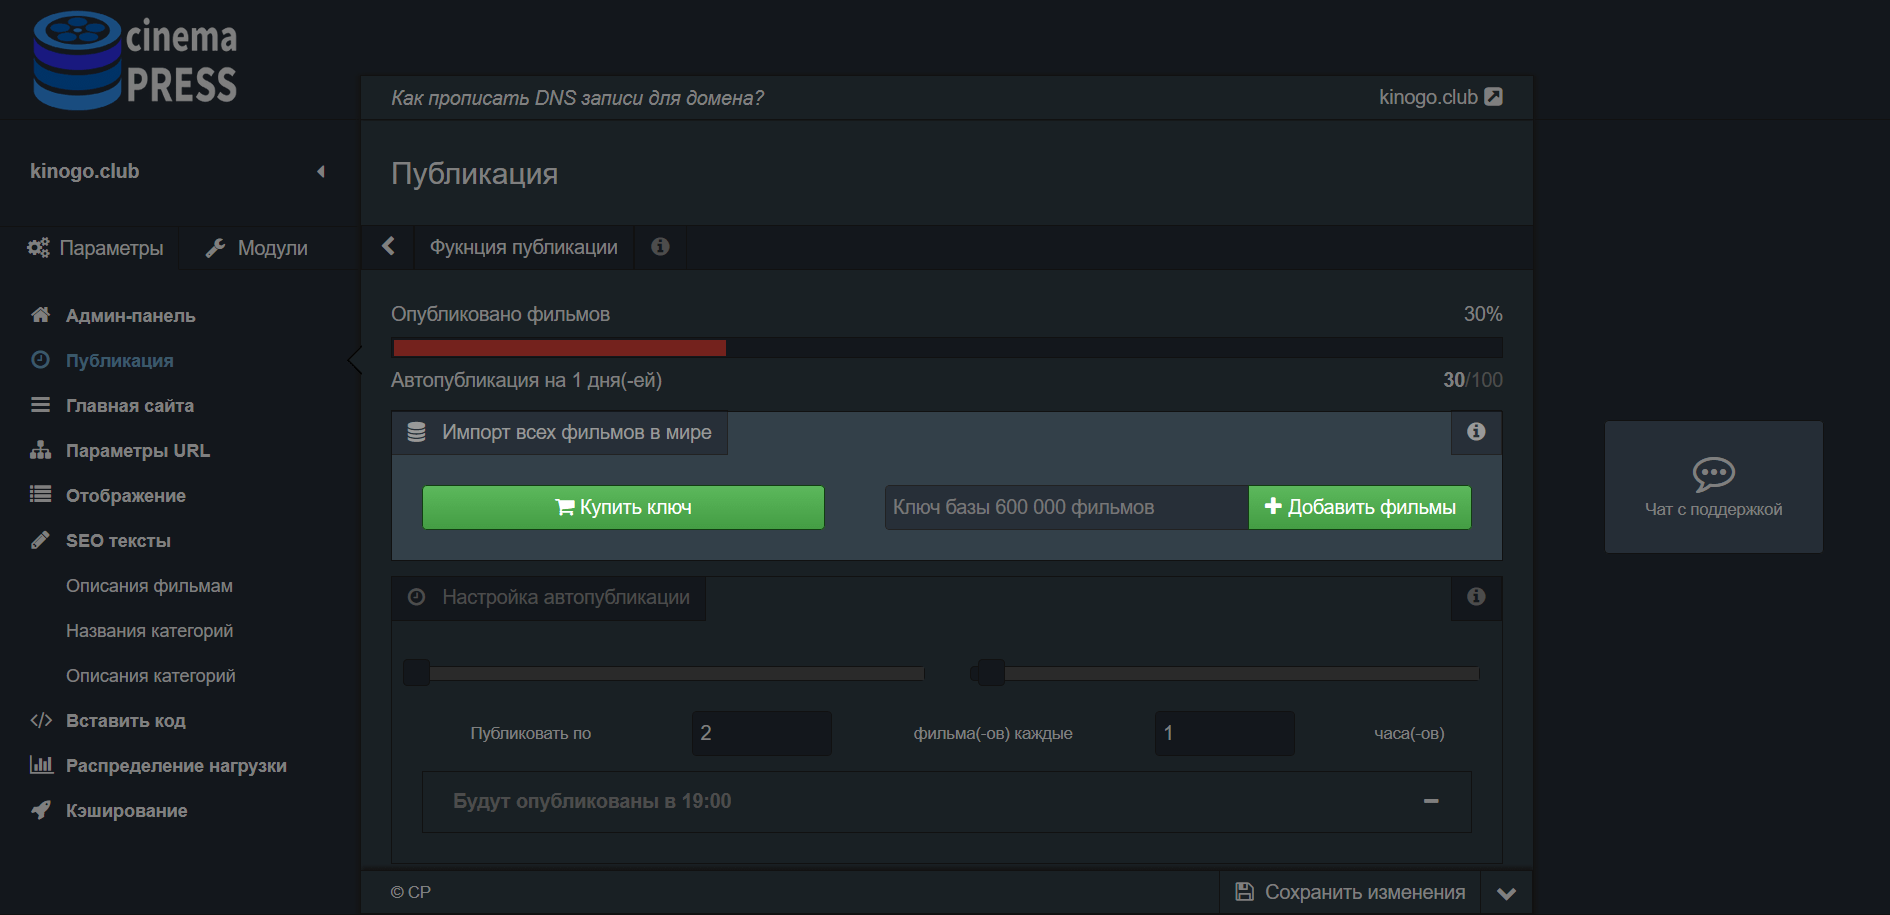 cinema
PRESS
Как прописать DNS записи для домена?
kinogo.club
kinogo.club
Публикация
Параметры
Модули
Фукнция публикации
Админ-панель
Публикация
Главная сайта
Параметры URL
Отображение
SEO тексты
Описания фильмам
Названия категорий
Описания категорий
Вставить код
Распределение нагрузки
Кэширование
Опубликовано фильмов
30%
Автопубликация на 1 дня(-ей)
30/100
Импорт всех фильмов в мире
Купить ключ
Ключ базы 600 000 фильмов
Добавить фильмы
Настройка автопубликации
Публиковать по
2
фильма(-ов) каждые
1
часа(-ов)
Будут опубликованы в 19:00
© CP
Сохранить изменения
Чат с поддержкой